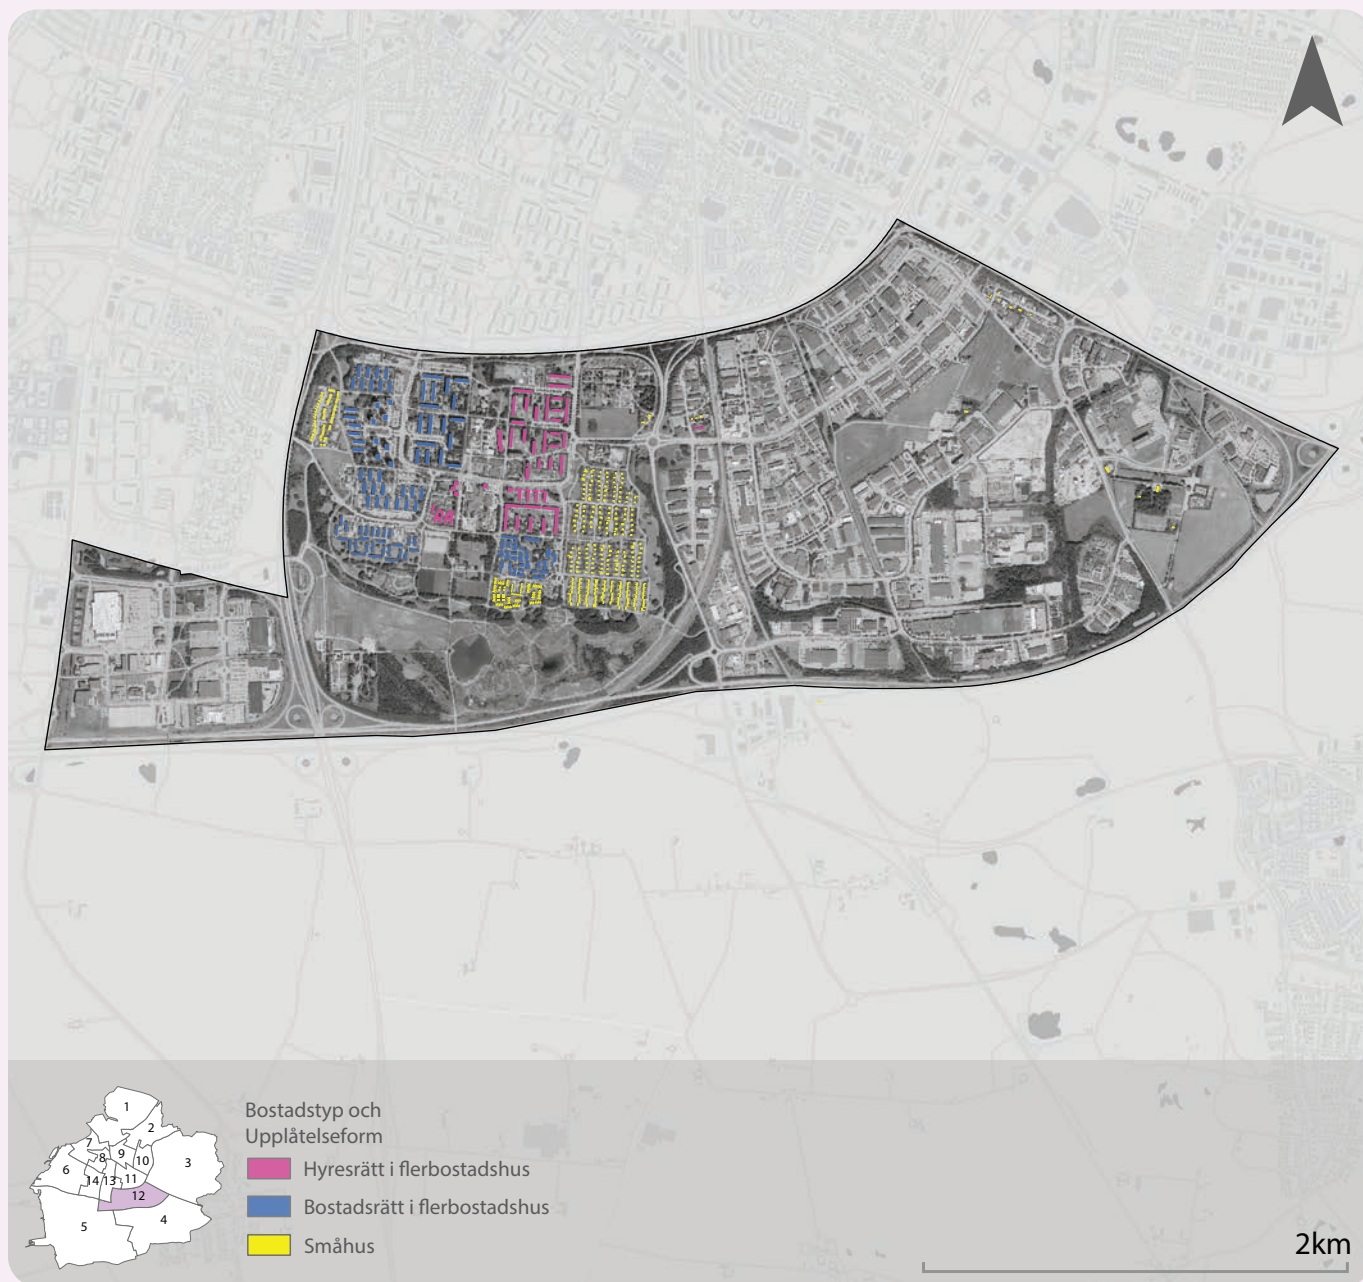 1
2
7
9
8
10
3
6
14
13
11
12
5
4
Bostadstyp och
Upplåtelseform
Hyresrätt i flerbostadshus
Bostadsrätt i flerbostadshus
Småhus
2km